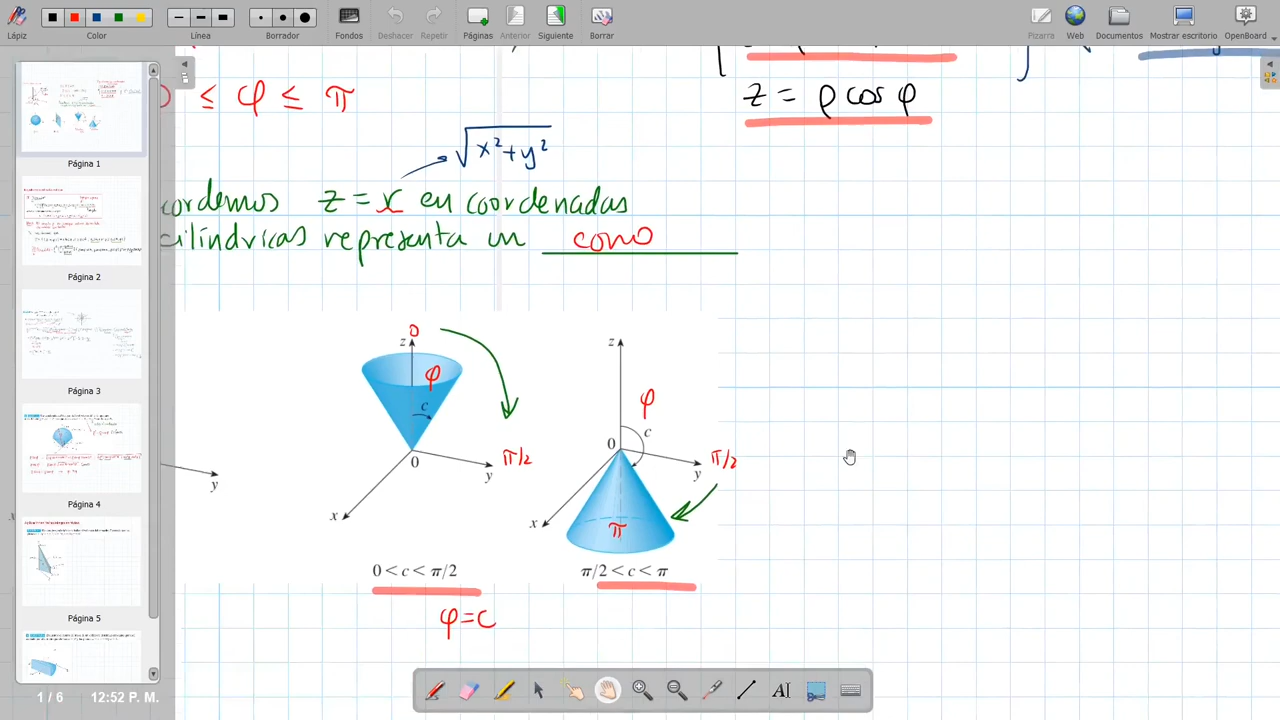 Lápiz Color Línea Borrador Fondos Deshacer Repetir Páginas Siguiente Borrar Pizarra Web Documentos Mostrar escritorio OpenBoard
≤ φ ≤ π
z = ρ cos φ
√x²+y²
cordemos z = r en coordenadas
cilíndricas representa un cono
0
z
φ
c
0
π/2
y
x
0 < c < π/2
φ=c
z
φ
c
0
π/2
y
x
π
π/2 < c < π
y
x
Página 1
Página 2
Página 3
Página 4
Página 5
1 / 6 12:52 P. M.